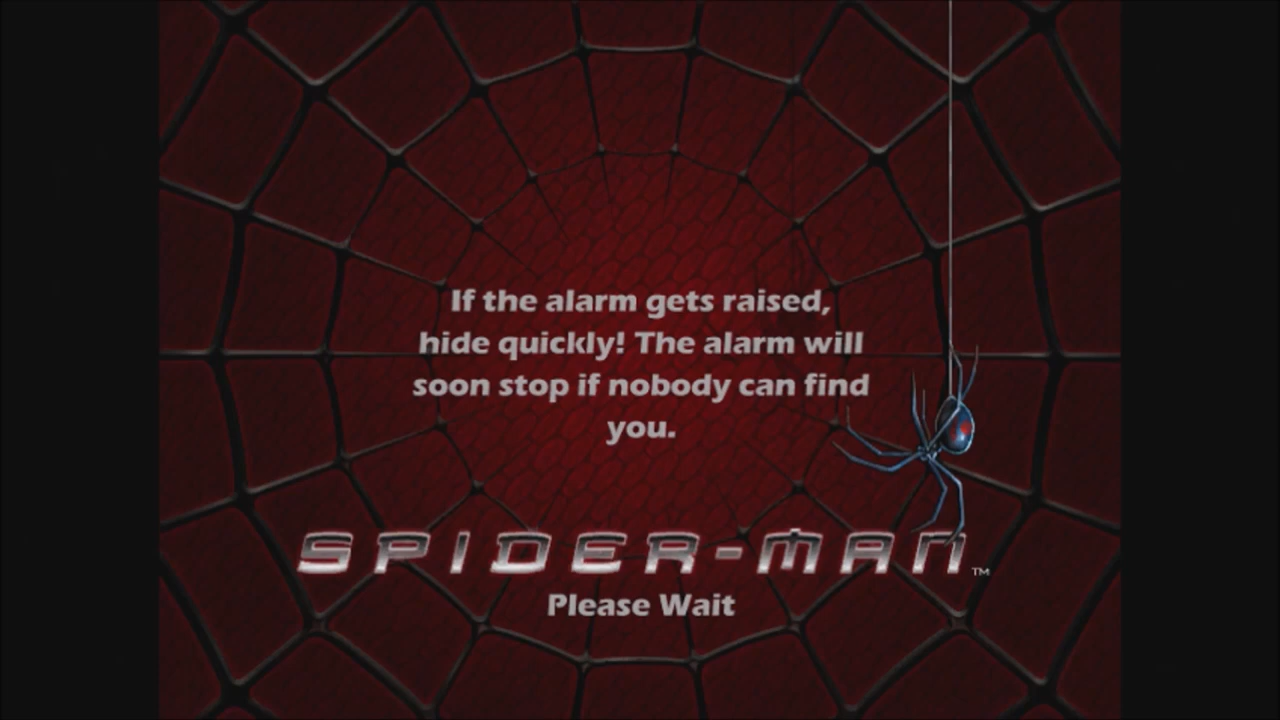 If the alarm gets raised,
hide quickly! The alarm will
soon stop if nobody can find
you.
SPIDER-MAN™
Please Wait